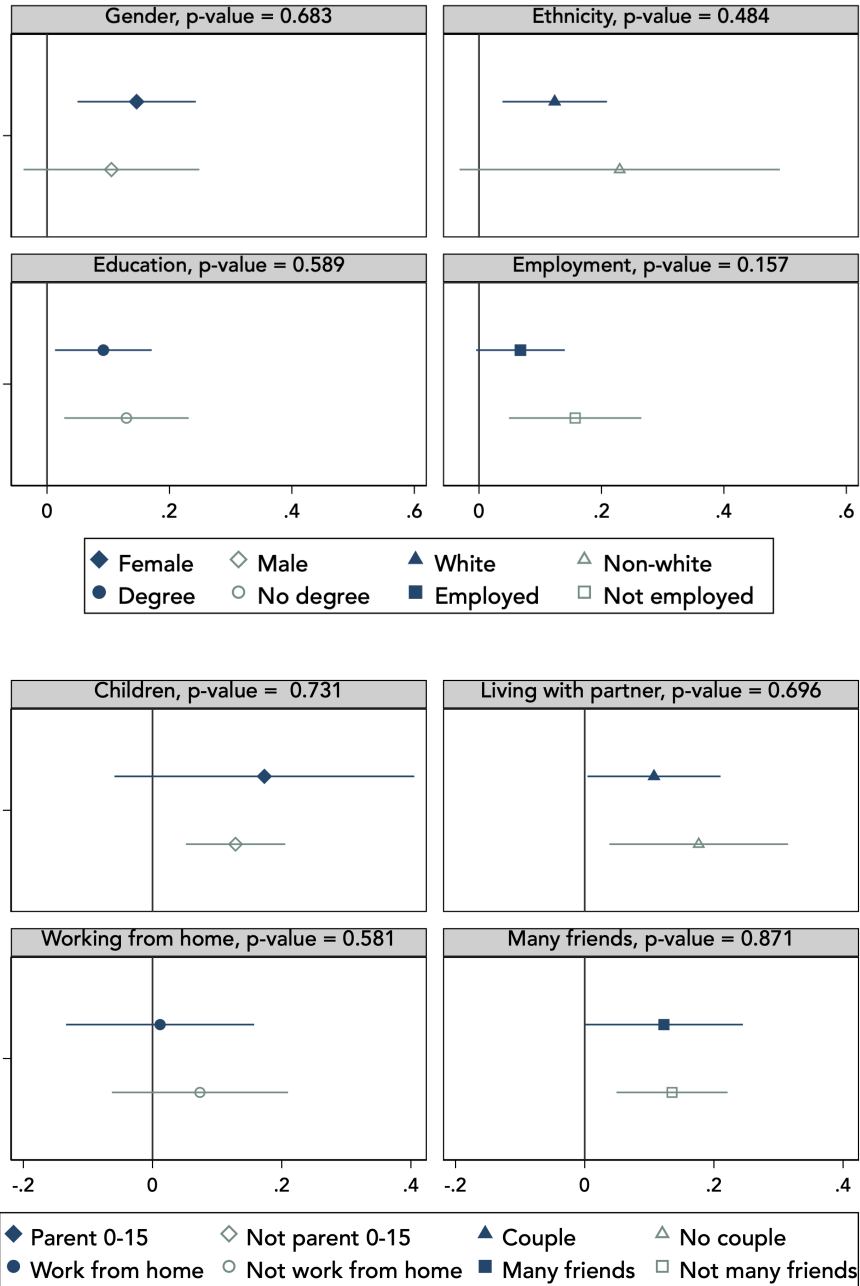 Gender, p-value = 0.683
Ethnicity, p-value = 0.484
Education, p-value = 0.589
Employment, p-value = 0.157
0 .2 .4 .6
0 .2 .4 .6
Female Male White Non-white
Degree No degree Employed Not employed
Children, p-value =  0.731
Living with partner, p-value = 0.696
Working from home, p-value = 0.581
Many friends, p-value = 0.871
-.2 0 .2 .4
-.2 0 .2 .4
Parent 0-15 Not parent 0-15 Couple No couple
Work from home Not work from home Many friends Not many friends